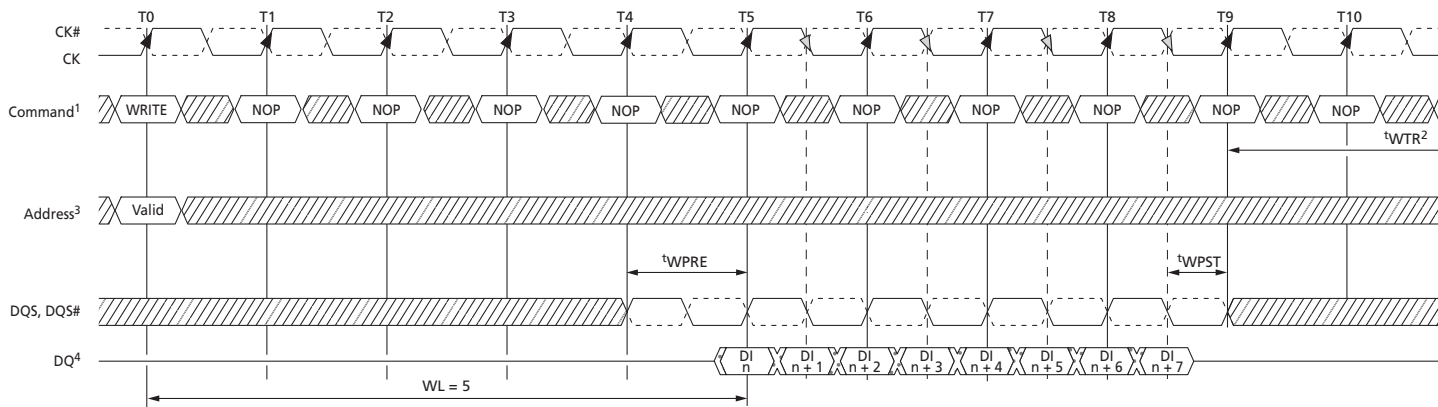 T0 T1 T2 T3 T4 T5 T6 T7 T8 T9 T10
CK#
CK
Command1 WRITE NOP NOP NOP NOP NOP NOP NOP NOP NOP NOP
tWTR2
Address3 Valid
tWPRE tWPST
DQS, DQS#
DQ4 DI n DI n + 1 DI n + 2 DI n + 3 DI n + 4 DI n + 5 DI n + 6 DI n + 7
WL = 5